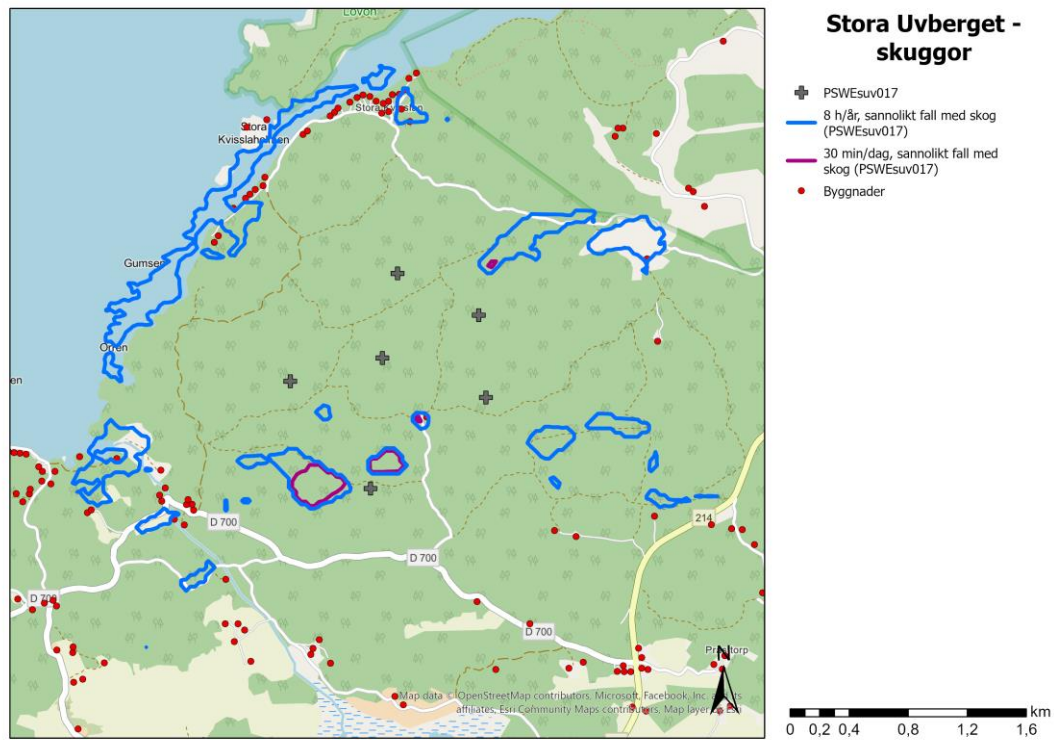 Stora Uvberget -
skuggor
PSWEsuv017
8 h/år, sannolikt fall med skog
(PSWEsuv017)
30 min/dag, sannolikt fall med
skog (PSWEsuv017)
Byggnader
Lovön
Stora
Kvisslaholmen
Gumsen
Orren
en
D 700
214
D 700
D 700
D 700
N
Map data © OpenStreetMap contributors, Microsoft, Facebook, Inc. and its
affiliates, Esri Community Maps contributors, Map layer by Esri
km
0 0,2 0,4 0,8 1,2 1,6